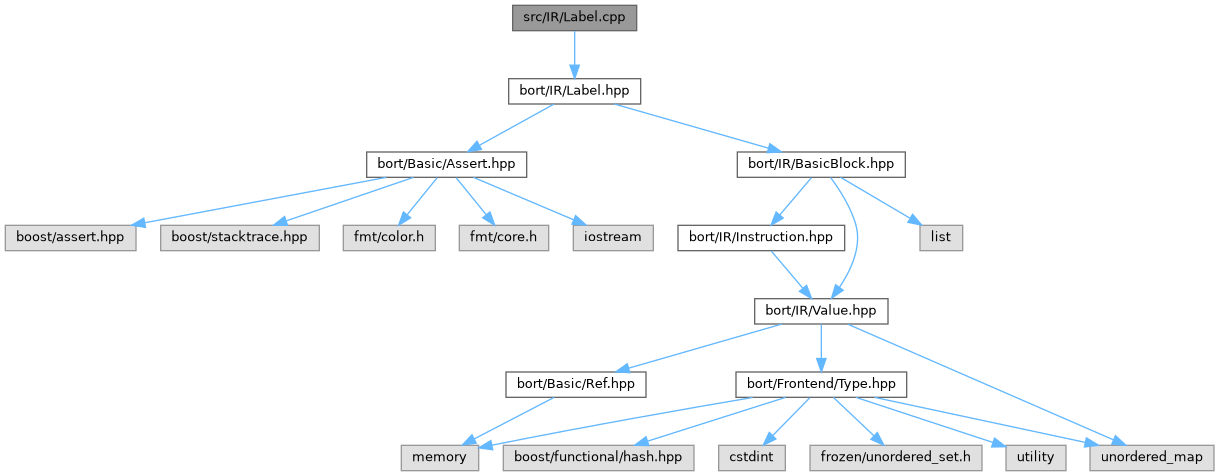 src/IR/Label.cpp
bort/IR/Label.hpp
bort/Basic/Assert.hpp
bort/IR/BasicBlock.hpp
boost/assert.hpp
boost/stacktrace.hpp
fmt/color.h
fmt/core.h
iostream
bort/IR/Instruction.hpp
list
bort/IR/Value.hpp
bort/Basic/Ref.hpp
bort/Frontend/Type.hpp
memory
boost/functional/hash.hpp
cstdint
frozen/unordered_set.h
utility
unordered_map